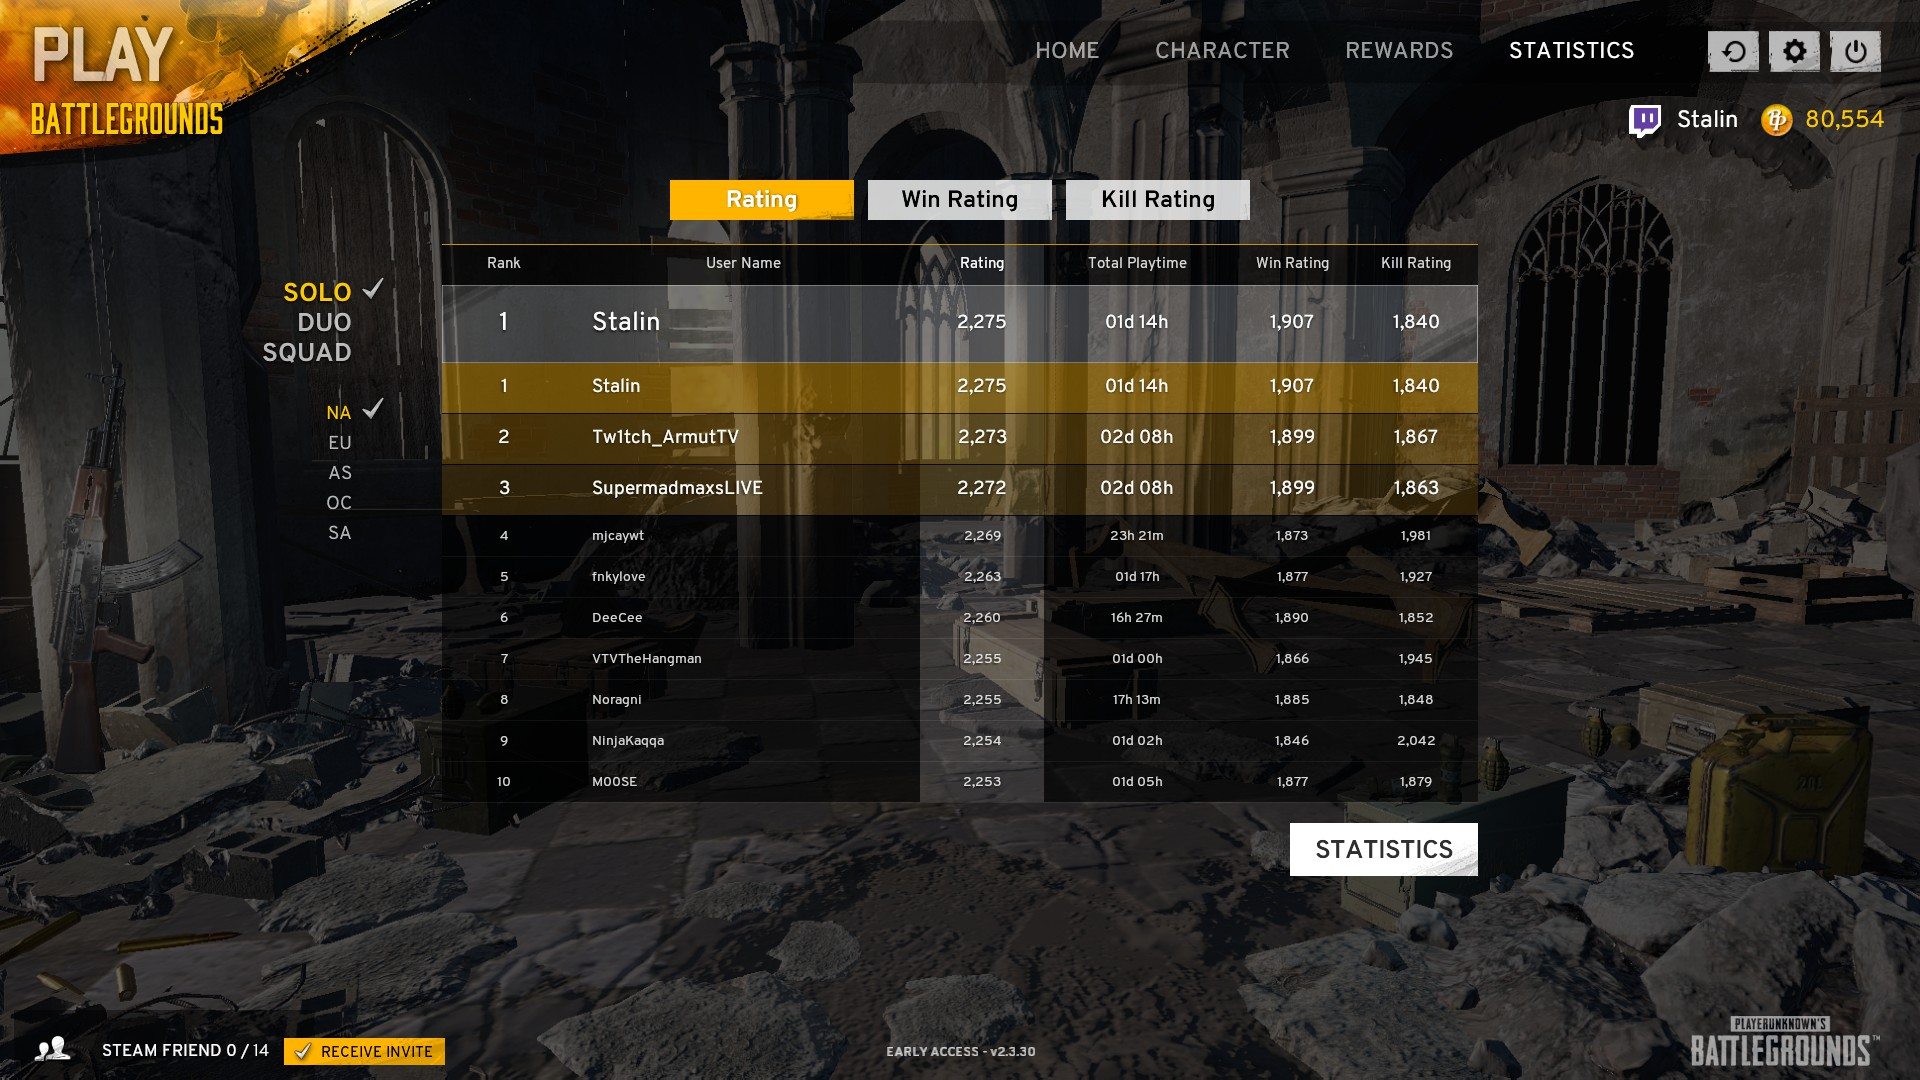 PLAY
BATTLEGROUNDS
HOME CHARACTER REWARDS STATISTICS
Stalin 80,554
Rating Win Rating Kill Rating
SOLO
DUO
SQUAD
NA
EU
AS
OC
SA
Rank User Name Rating Total Playtime Win Rating Kill Rating
1 Stalin 2,275 01d 14h 1,907 1,840
1 Stalin 2,275 01d 14h 1,907 1,840
2 Tw1tch_ArmutTV 2,273 02d 08h 1,899 1,867
3 SupermadmaxsLIVE 2,272 02d 08h 1,899 1,863
4 mjcaywt 2,269 23h 21m 1,873 1,981
5 fnkylove 2,263 01d 17h 1,877 1,927
6 DeeCee 2,260 16h 27m 1,890 1,852
7 VTVTheHangman 2,255 01d 00h 1,866 1,945
8 Noragni 2,255 17h 13m 1,885 1,848
9 NinjaKaqqa 2,254 01d 02h 1,846 2,042
10 M00SE 2,253 01d 05h 1,877 1,879
STATISTICS
STEAM FRIEND 0 / 14 RECEIVE INVITE
EARLY ACCESS - v2.3.30
PLAYERUNKNOWN'S
BATTLEGROUNDS™
20L